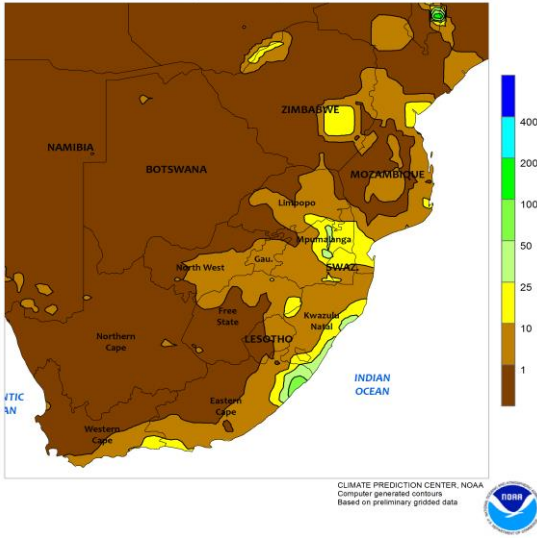 ZIMBABWE
NAMIBIA
BOTSWANA
MOZAMBIQUE
Limpopo
Mpumalanga
North West
Gau.
SWAZ.
Free
State
Kwazulu
Natal
Northern
Cape
LESOTHO
Eastern
Cape
Western
Cape
NTIC
AN
INDIAN
OCEAN
400
200
100
50
25
10
1
CLIMATE PREDICTION CENTER, NOAA
Computer generated contours
Based on preliminary gridded data
NOAA